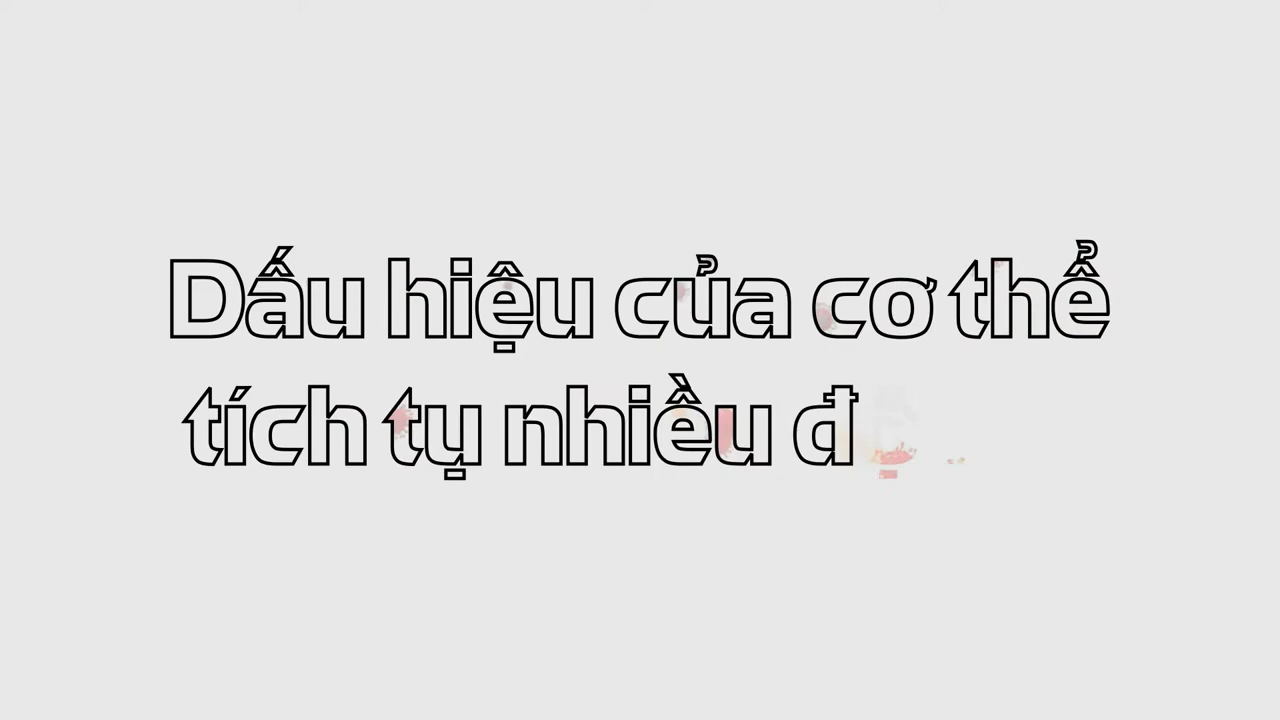 Dấu hiệu của cơ thể
tích tụ nhiều